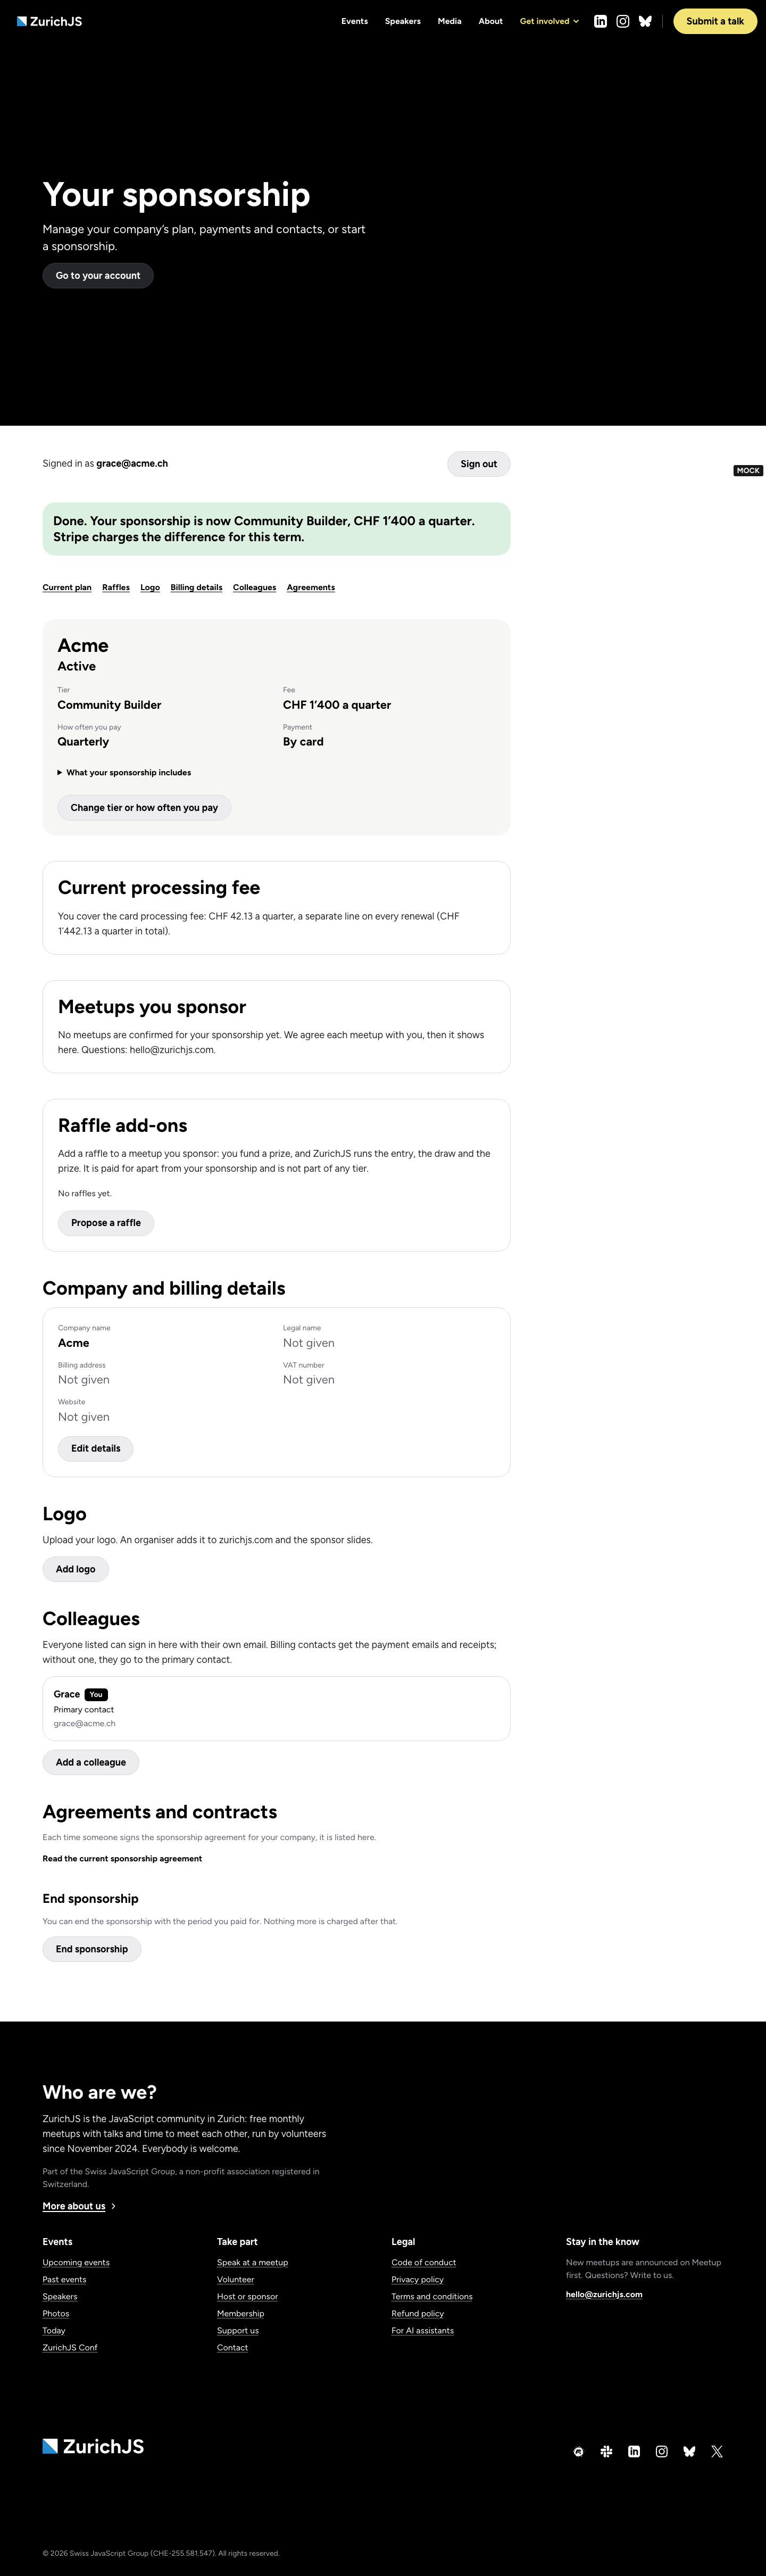 ZurichJS
Events
Speakers
Media
About
Get involved
Submit a talk
Your sponsorship
Manage your company’s plan, payments and contacts, or start
a sponsorship.
Go to your account
Signed in as grace@acme.ch
Sign out
MOCK
Done. Your sponsorship is now Community Builder, CHF 1’400 a quarter.
Stripe charges the difference for this term.
Current plan
Raffles
Logo
Billing details
Colleagues
Agreements
Acme
Active
Tier
Community Builder
Fee
CHF 1’400 a quarter
How often you pay
Quarterly
Payment
By card
What your sponsorship includes
Change tier or how often you pay
Current processing fee
You cover the card processing fee: CHF 42.13 a quarter, a separate line on every renewal (CHF
1’442.13 a quarter in total).
Meetups you sponsor
No meetups are confirmed for your sponsorship yet. We agree each meetup with you, then it shows
here. Questions: hello@zurichjs.com.
Raffle add-ons
Add a raffle to a meetup you sponsor: you fund a prize, and ZurichJS runs the entry, the draw and the
prize. It is paid for apart from your sponsorship and is not part of any tier.
No raffles yet.
Propose a raffle
Company and billing details
Company name
Acme
Legal name
Not given
Billing address
Not given
VAT number
Not given
Website
Not given
Edit details
Logo
Upload your logo. An organiser adds it to zurichjs.com and the sponsor slides.
Add logo
Colleagues
Everyone listed can sign in here with their own email. Billing contacts get the payment emails and receipts;
without one, they go to the primary contact.
Grace You
Primary contact
grace@acme.ch
Add a colleague
Agreements and contracts
Each time someone signs the sponsorship agreement for your company, it is listed here.
Read the current sponsorship agreement
End sponsorship
You can end the sponsorship with the period you paid for. Nothing more is charged after that.
End sponsorship
Who are we?
ZurichJS is the JavaScript community in Zurich: free monthly
meetups with talks and time to meet each other, run by volunteers
since November 2024. Everybody is welcome.
Part of the Swiss JavaScript Group, a non-profit association registered in
Switzerland.
More about us
Events
Upcoming events
Past events
Speakers
Photos
Today
ZurichJS Conf
Take part
Speak at a meetup
Volunteer
Host or sponsor
Membership
Support us
Contact
Legal
Code of conduct
Privacy policy
Terms and conditions
Refund policy
For AI assistants
Stay in the know
New meetups are announced on Meetup
first. Questions? Write to us.
hello@zurichjs.com
ZurichJS
© 2026 Swiss JavaScript Group (CHE-255.581.547). All rights reserved.